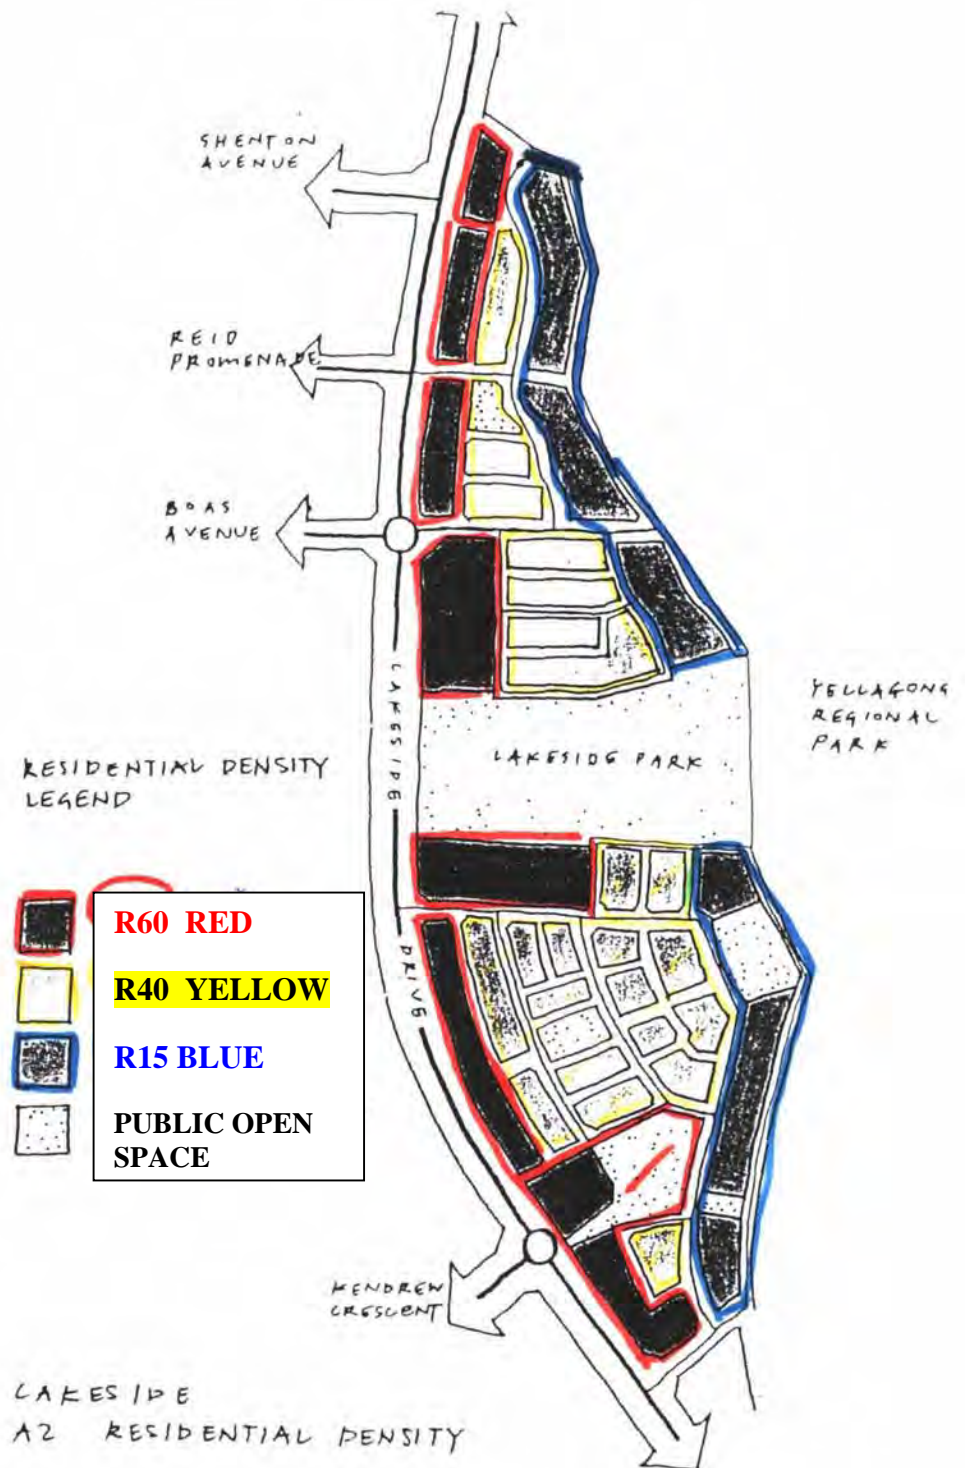 SHENTON
AVENUE
REID
PROMENADE
BOAS
AVENUE
LAKESIDE
DRIVE
LAKESIDE PARK
YELLAGONG
REGIONAL
PARK
RESIDENTIAL DENSITY
LEGEND
R60 RED
R40 YELLOW
R15 BLUE
PUBLIC OPEN
SPACE
KENDREW
CRESCENT
LAKESIDE
A2 RESIDENTIAL DENSITY